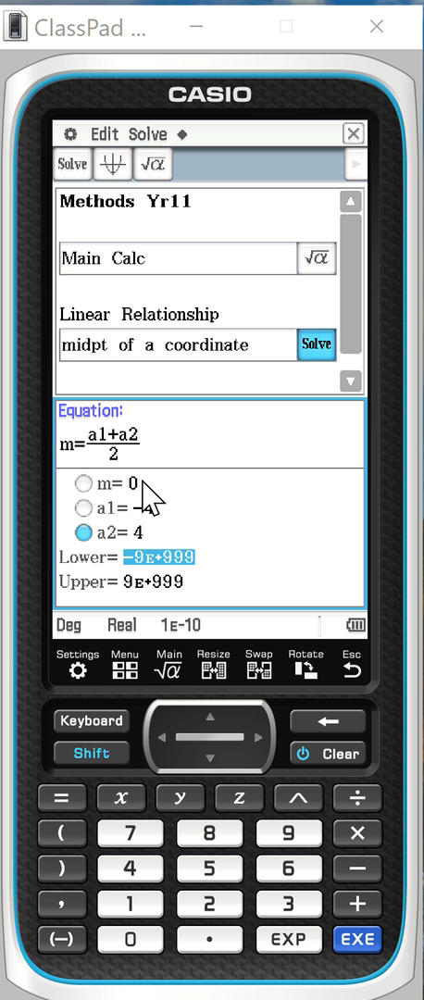 ClassPad ...
CASIO
Edit Solve
Solve √α
Methods Yr11
Main Calc √α
Linear Relationship
midpt of a coordinate Solve
Equation:
m=(a1+a2)/2
m= 0
a1=
a2= 4
Lower= -9E+999
Upper= 9E+999
Deg Real 1E-10
Settings Menu Main Resize Swap Rotate Esc
√α
Keyboard
Shift Clear
= x y z ^ ÷
( 7 8 9 ×
) 4 5 6 −
, 1 2 3 +
(−) 0 . EXP EXE